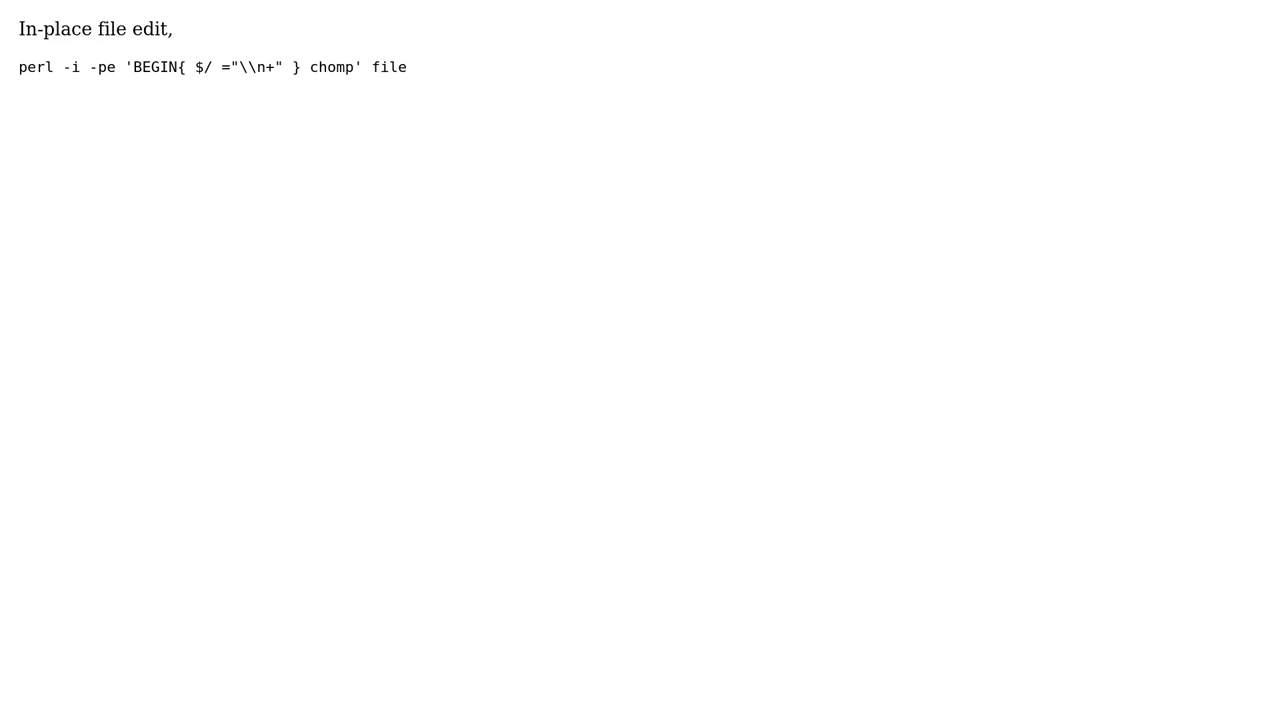 In-place file edit,
perl -i -pe 'BEGIN{ $/ ="\\n+" } chomp' file